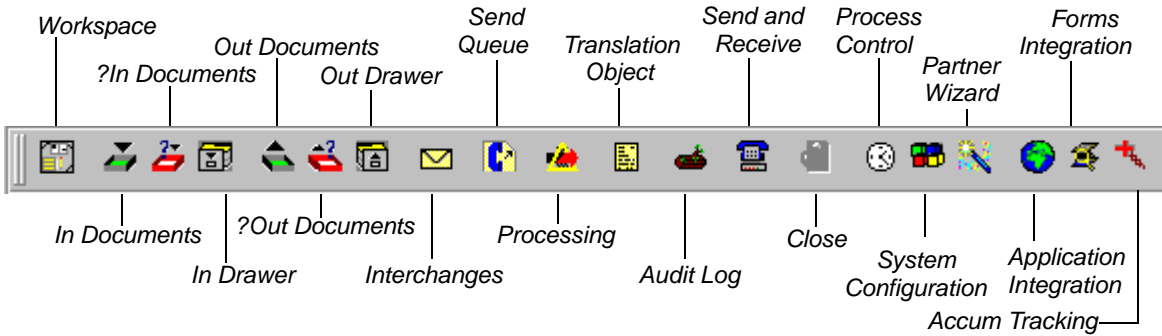 Workspace
?In Documents
Out Documents
Out Drawer
Send
Queue
Translation
Object
Send and
Receive
Process
Control
Partner
Wizard
Forms
Integration
In Documents
In Drawer
?Out Documents
Interchanges
Processing
Audit Log
Close
System
Configuration
Application
Integration
Accum Tracking